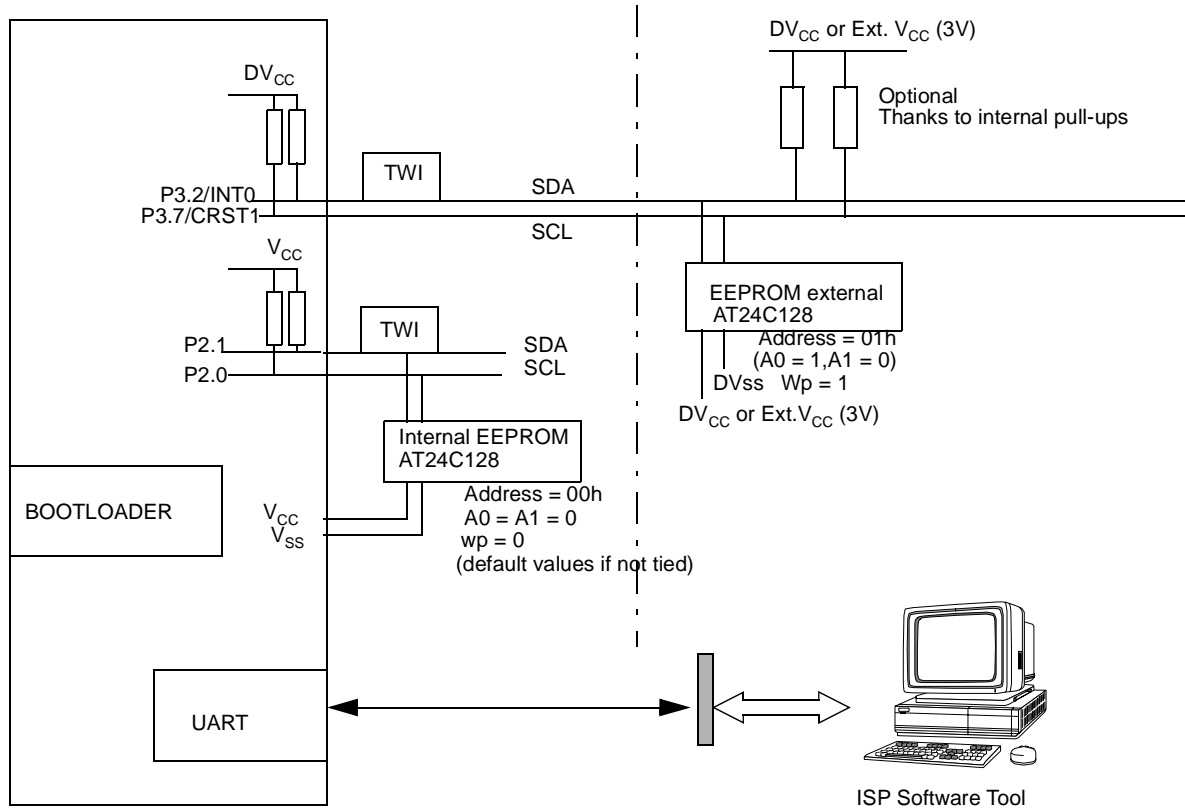 DVCC or Ext. VCC (3V)
DVCC
Optional
Thanks to internal pull-ups
TWI
P3.2/INT0
SDA
P3.7/CRST1
SCL
VCC
EEPROM external
AT24C128
TWI
Address = 01h
(A0 = 1,A1 = 0)
P2.1
SDA
P2.0
SCL
DVss Wp = 1
DVCC or Ext.VCC (3V)
Internal EEPROM
AT24C128
Address = 00h
A0 = A1 = 0
wp = 0
(default values if not tied)
BOOTLOADER
VCC
VSS
UART
ISP Software Tool